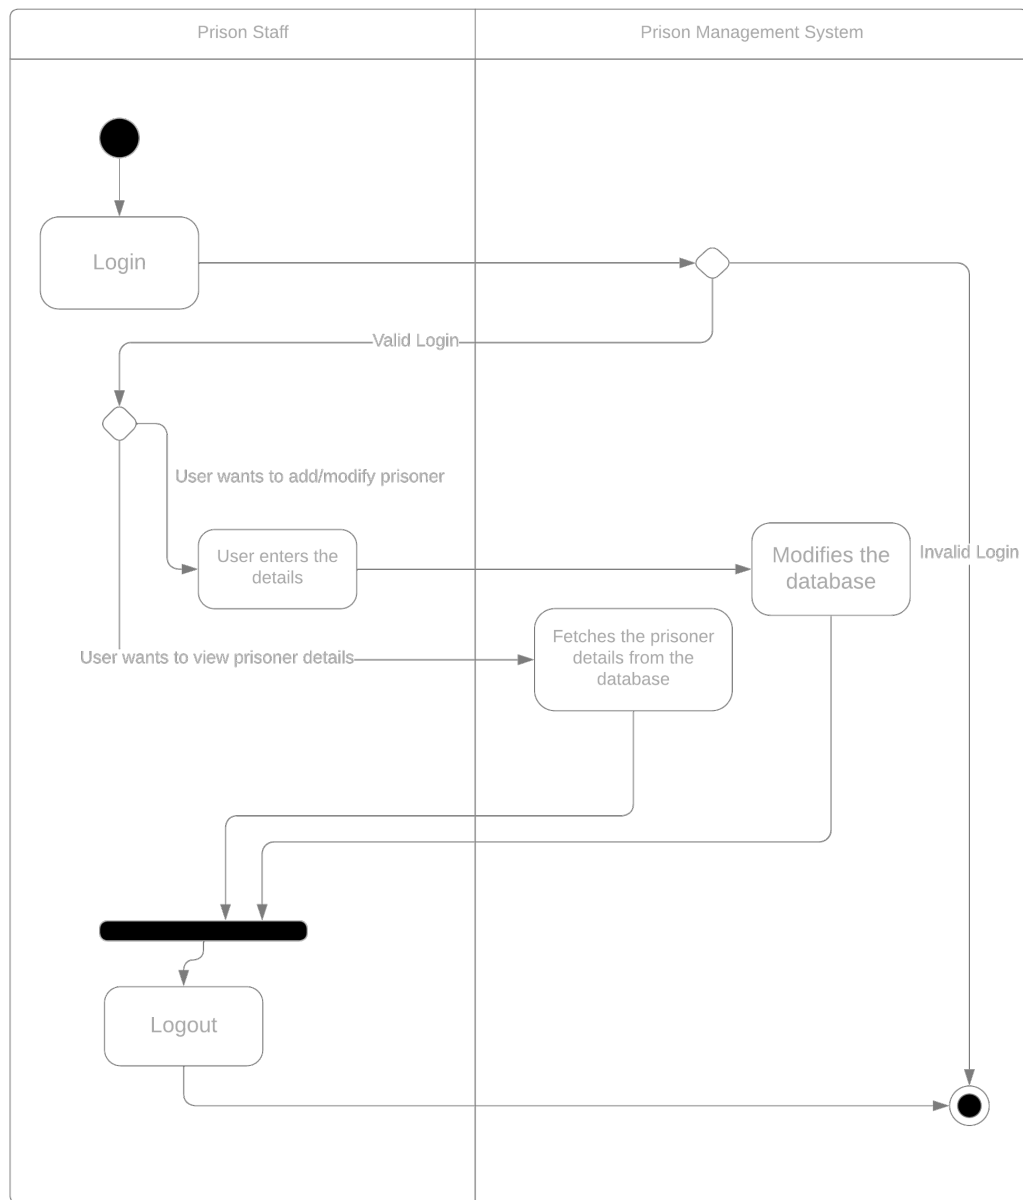 Prison Staff
Prison Management System
Login
Valid Login
User wants to add/modify prisoner
User enters the
details
Modifies the
database
Invalid Login
Fetches the prisoner
details from the
database
User wants to view prisoner details
Logout